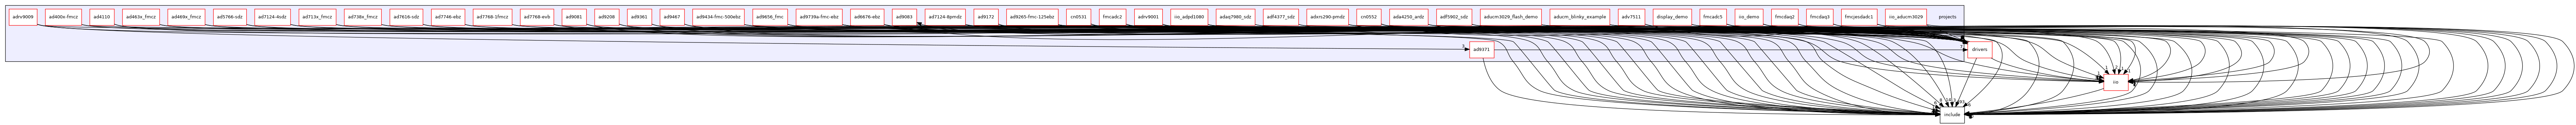 adrv9009 ad400x-fmcz ad4110 ad463x_fmcz ad469x_fmcz ad5766-sdz ad7124-4sdz ad713x_fmcz ad738x_fmcz ad7616-sdz ad7746-ebz ad7768-1fmcz ad7768-evb ad9081 ad9208 ad9361 ad9467 ad9434-fmc-500ebz ad9656_fmc ad9739a-fmc-ebz ad6676-ebz ad9083 ad7124-8pmdz ad9172 ad9265-fmc-125ebz cn0531 fmcadc2 adrv9001 iio_adpd1080 adaq7980_sdz adf4377_sdz adxrs290-pmdz cn0552 ada4250_ardz adf5902_sdz aducm3029_flash_demo aducm_blinky_example adv7511 display_demo fmcadc5 iio_demo fmcdaq2 fmcdaq3 fmcjesdadc1 iio_aducm3029 projects
ad9371 drivers
iio
include